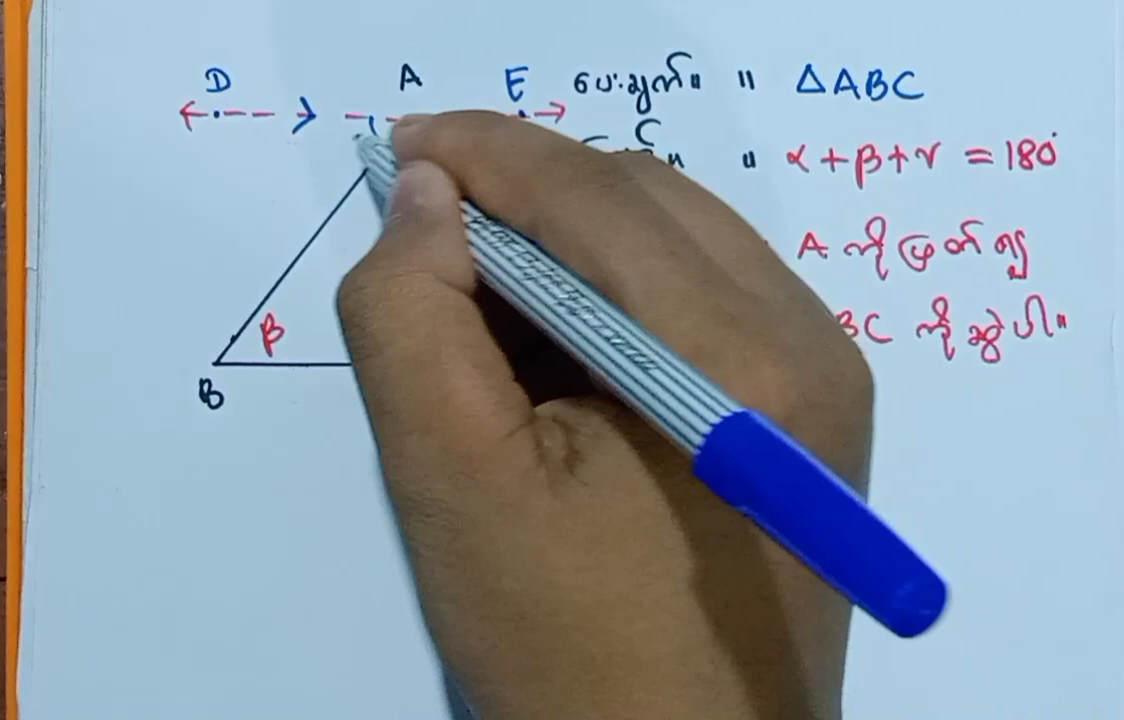 D A E ပေးချက်။ " ΔABC
" α + β + γ = 180°
A ကိုဖြတ်၍
BC ကိုဆွဲပါ။
β
B